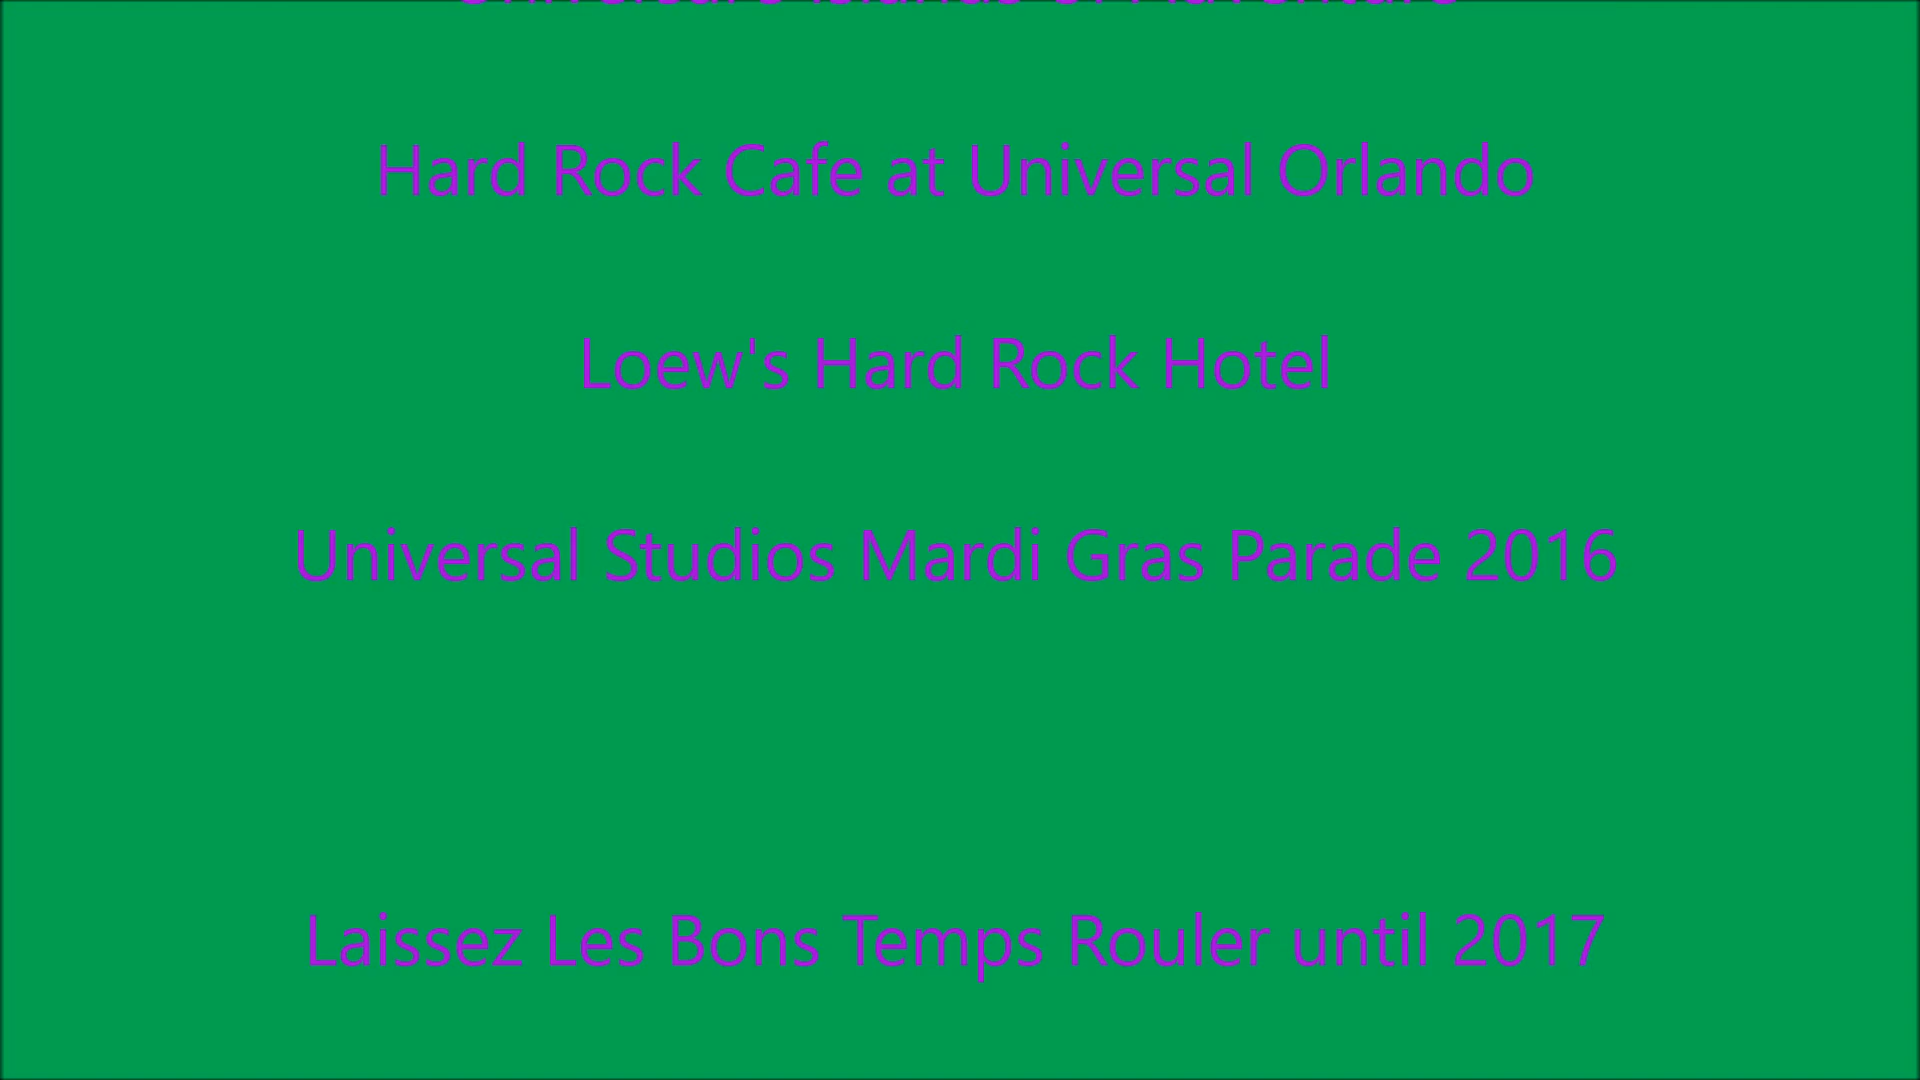 Hard Rock Cafe at Universal Orlando
Loew's Hard Rock Hotel
Universal Studios Mardi Gras Parade 2016
Laissez Les Bons Temps Rouler until 2017